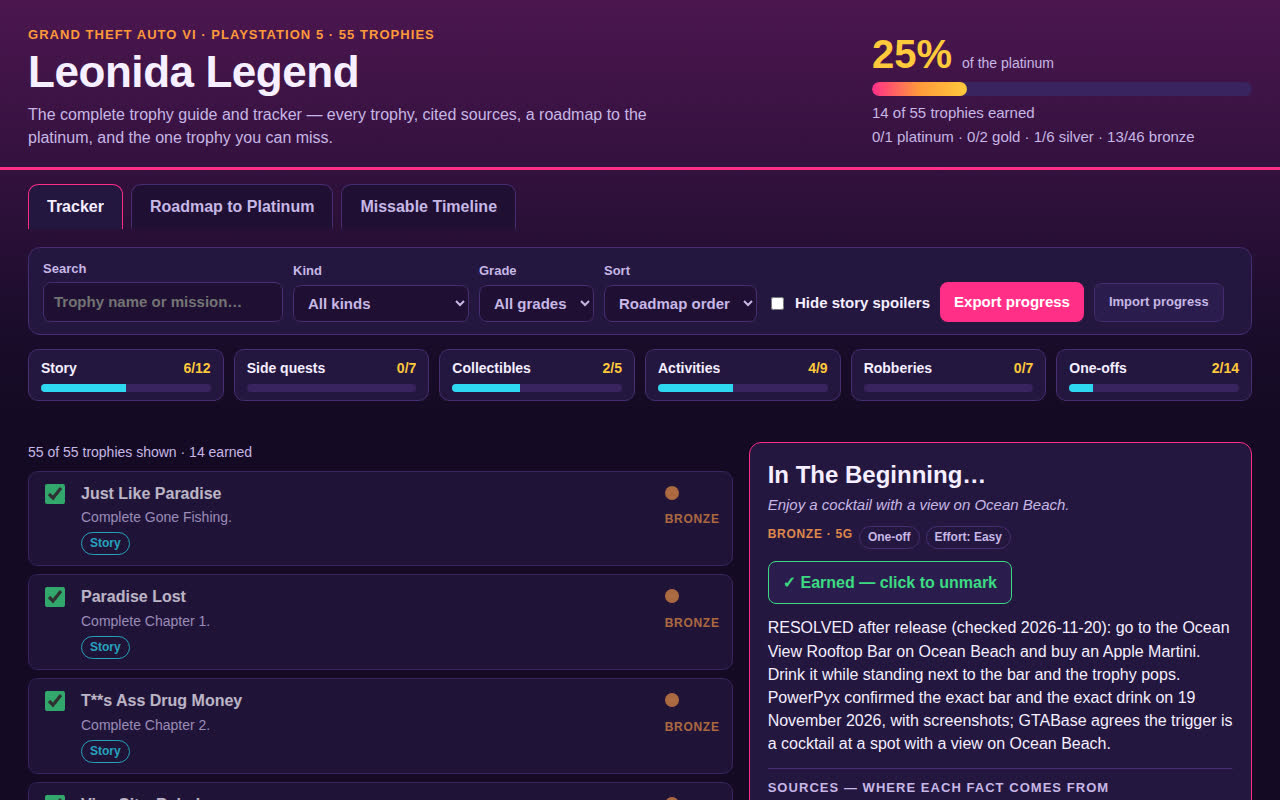 GRAND THEFT AUTO VI · PLAYSTATION 5 · 55 TROPHIES
Leonida Legend
The complete trophy guide and tracker — every trophy, cited sources, a roadmap to the
platinum, and the one trophy you can miss.
25% of the platinum
14 of 55 trophies earned
0/1 platinum · 0/2 gold · 1/6 silver · 13/46 bronze
Tracker
Roadmap to Platinum
Missable Timeline
Search
Trophy name or mission…
Kind
All kinds
Grade
All grades
Sort
Roadmap order
Hide story spoilers
Export progress
Import progress
Story 6/12
Side quests 0/7
Collectibles 2/5
Activities 4/9
Robberies 0/7
One-offs 2/14
55 of 55 trophies shown · 14 earned
Just Like Paradise
Complete Gone Fishing.
Story
BRONZE
Paradise Lost
Complete Chapter 1.
Story
BRONZE
T**s Ass Drug Money
Complete Chapter 2.
Story
BRONZE
In The Beginning…
Enjoy a cocktail with a view on Ocean Beach.
BRONZE · 5G One-off Effort: Easy
✓ Earned — click to unmark
RESOLVED after release (checked 2026-11-20): go to the Ocean
View Rooftop Bar on Ocean Beach and buy an Apple Martini.
Drink it while standing next to the bar and the trophy pops.
PowerPyx confirmed the exact bar and the exact drink on 19
November 2026, with screenshots; GTABase agrees the trigger is
a cocktail at a spot with a view on Ocean Beach.
SOURCES — WHERE EACH FACT COMES FROM